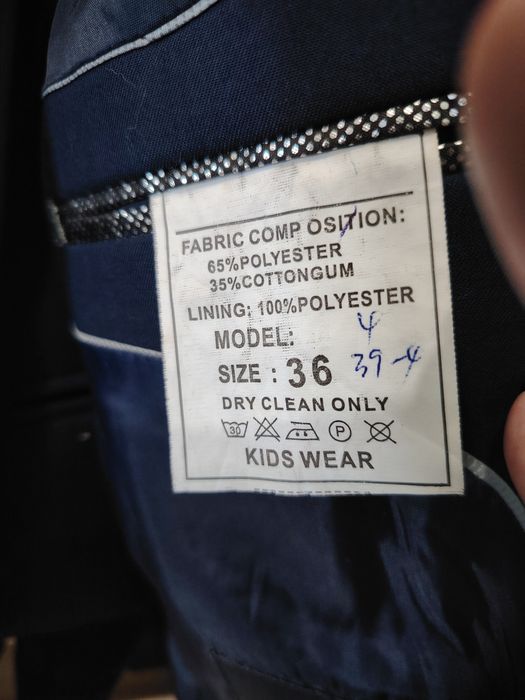 FABRIC COMP OSITION:
65%POLYESTER
35%COTTONGUM
LINING: 100%POLYESTER
MODEL: 4
SIZE : 36 39-4
DRY CLEAN ONLY
30 P
KIDS WEAR